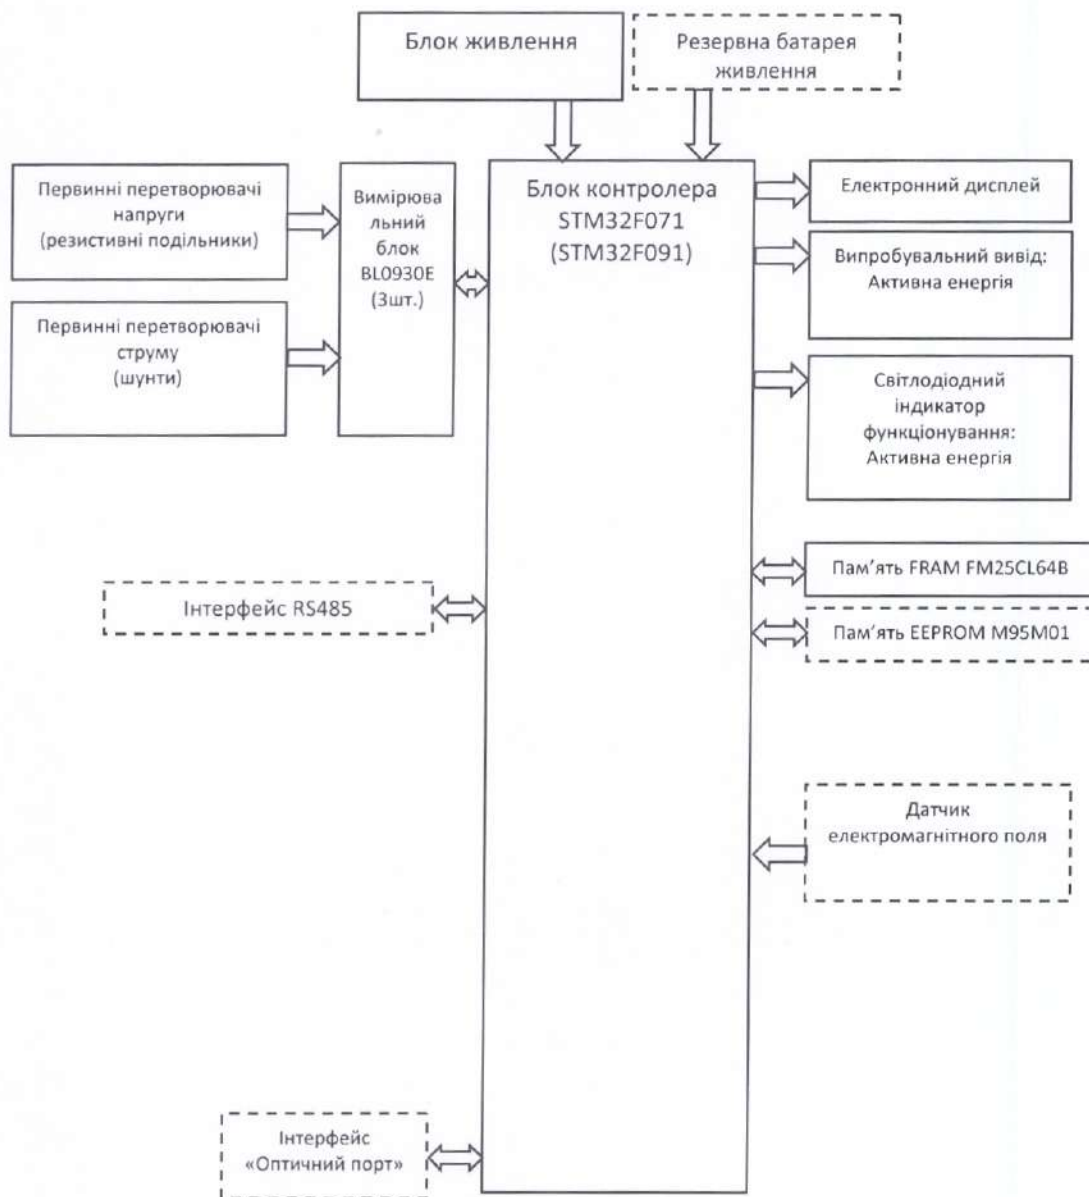 Блок живлення
Резервна батарея
живлення
Первинні перетворювачі
напруги
(резистивні подільники)
Вимірюва
льний
блок
BL0930E
(3шт.)
Блок контролера
STM32F071
(STM32F091)
Електронний дисплей
Випробувальний вивід:
Активна енергія
Первинні перетворювачі
струму
(шунти)
Світлодіодний
індикатор
функціонування:
Активна енергія
Пам'ять FRAM FM25CL64B
Інтерфейс RS485
Пам'ять EEPROM M95M01
Датчик
електромагнітного поля
Інтерфейс
«Оптичний порт»